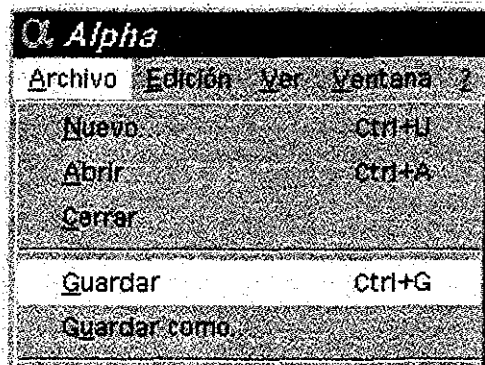 α Alpha
Archivo Edición Ver Ventana ?
Nuevo Ctrl+U
Abrir Ctrl+A
Cerrar
Guardar Ctrl+G
Guardar como...